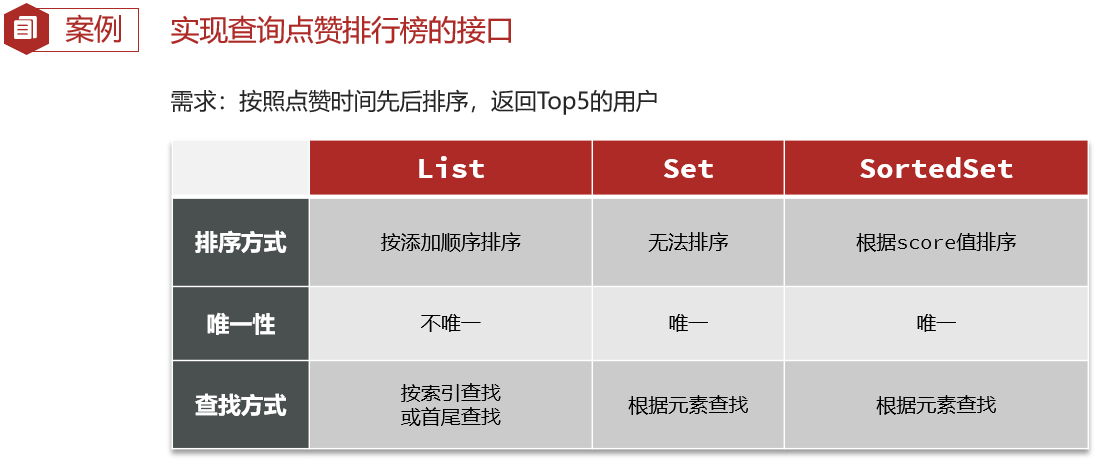 案例
实现查询点赞排行榜的接口
需求：按照点赞时间先后排序，返回Top5的用户
List Set SortedSet
排序方式 按添加顺序排序 无法排序 根据score值排序
唯一性 不唯一 唯一 唯一
查找方式 按索引查找 根据元素查找 根据元素查找
或首尾查找